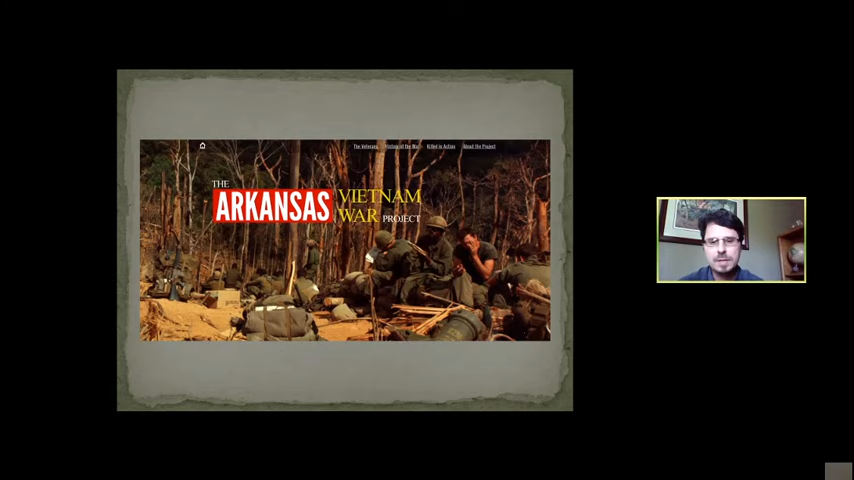 The Veterans History of the War Killed in Action About the Project
THE
ARKANSAS VIETNAM
WAR PROJECT